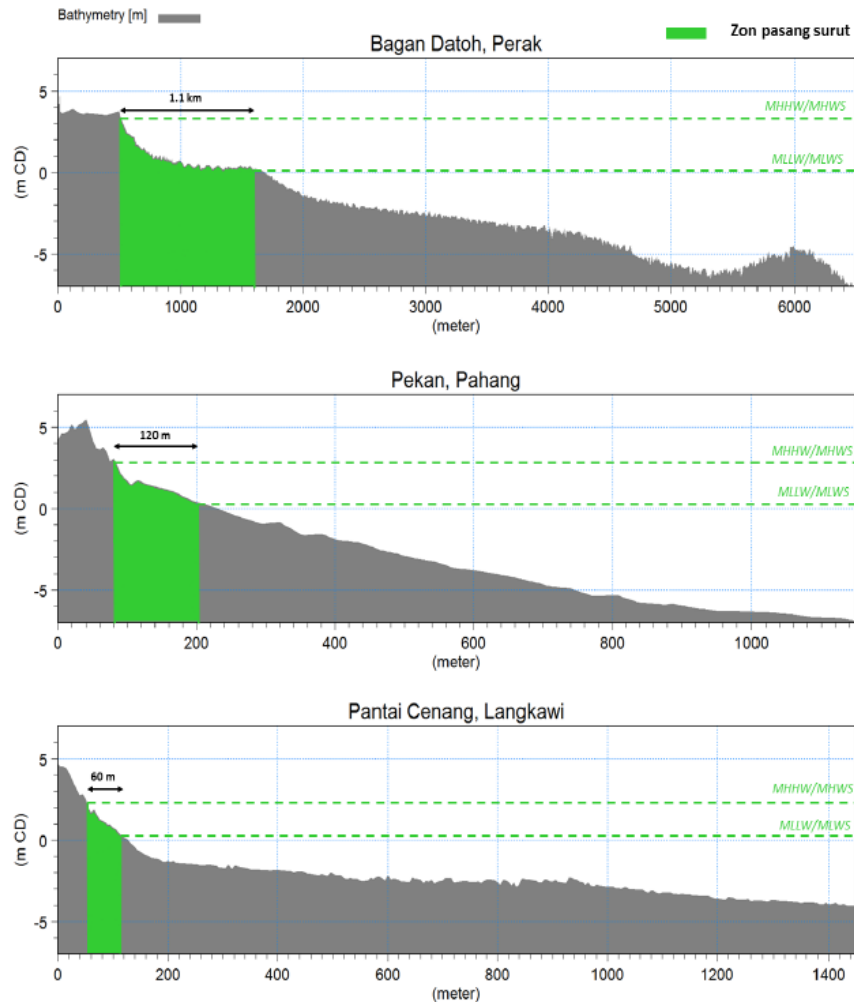 Bathymetry [m]
Zon pasang surut
Bagan Datoh, Perak
1.1 km
MHHW/MHWS
MLLW/MLWS
5
0
-5
(m CD)
0 1000 2000 3000 4000 5000 6000
(meter)
Pekan, Pahang
120 m
MHHW/MHWS
MLLW/MLWS
5
0
-5
(m CD)
0 200 400 600 800 1000
(meter)
Pantai Cenang, Langkawi
60 m
MHHW/MHWS
MLLW/MLWS
5
0
-5
(m CD)
0 200 400 600 800 1000 1200 1400
(meter)